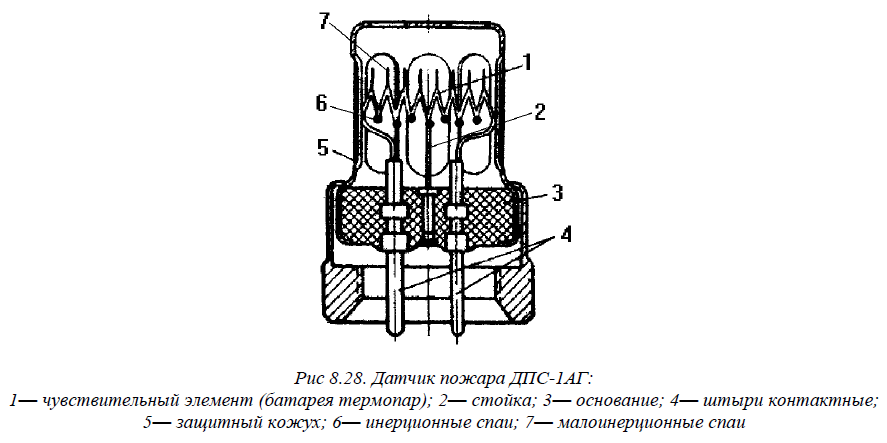 7
1
6
2
5
3
4
Рис 8.28. Датчик пожара ДПС-1АГ:
1— чувствительный элемент (батарея термопар); 2— стойка; 3— основание; 4— штыри контактные;
5— защитный кожух; 6— инерционные спаи; 7— малоинерционные спаи